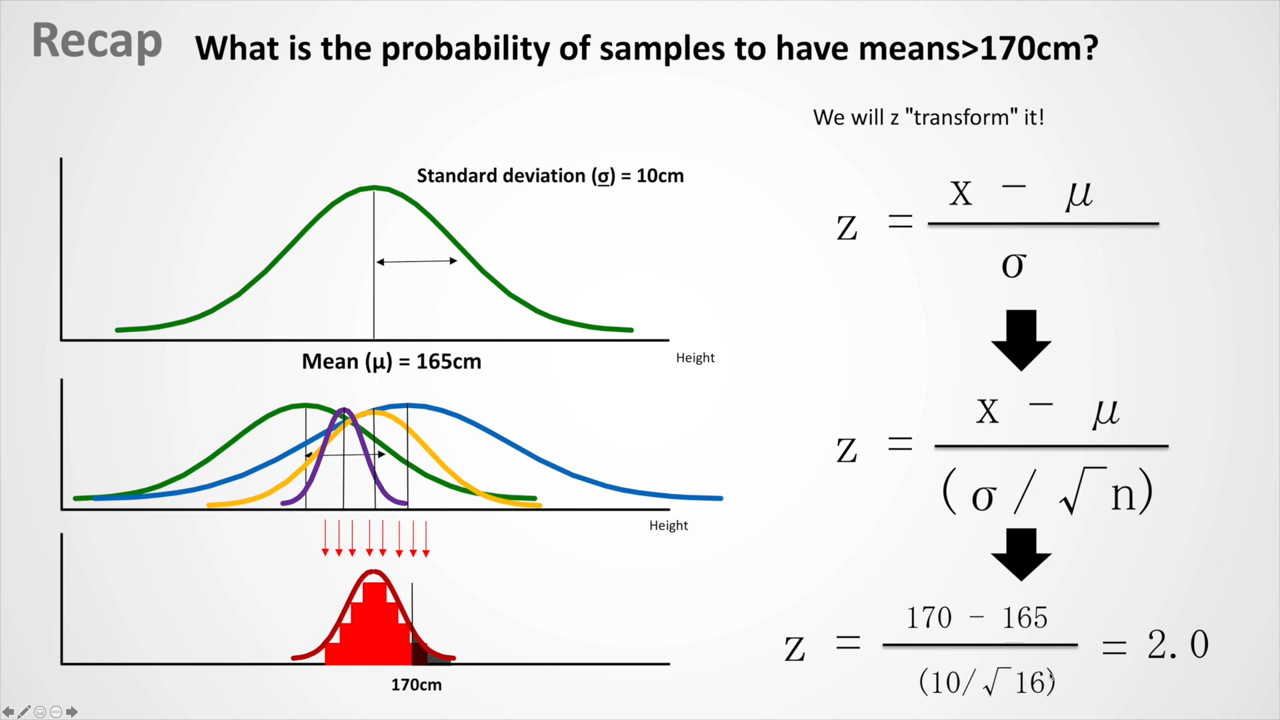 Recap
What is the probability of samples to have means>170cm?
We will z "transform" it!
Standard deviation (σ) = 10cm
Height
Mean (μ) = 165cm
Height
170cm
z = x - μ
σ
z = x - μ
(σ/√n)
z = 170 - 165 = 2.0
(10/√16)